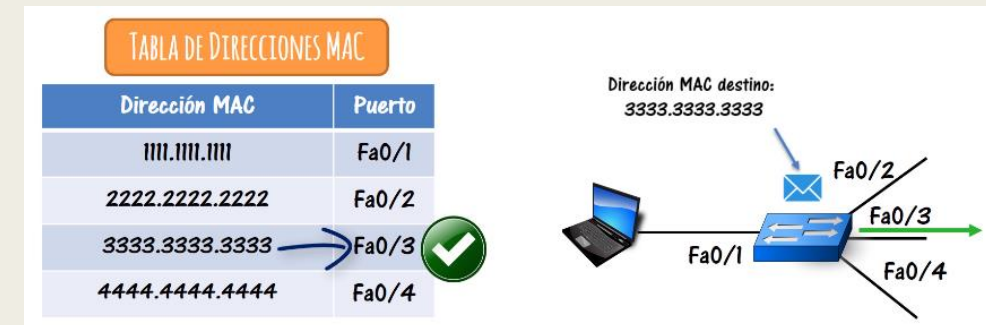 TABLA DE DIRECCIONES MAC
Dirección MAC Puerto
1111.1111.1111 Fa0/1
2222.2222.2222 Fa0/2
3333.3333.3333 Fa0/3
4444.4444.4444 Fa0/4
Dirección MAC destino:
3333.3333.3333
Fa0/2
Fa0/3
Fa0/1
Fa0/4